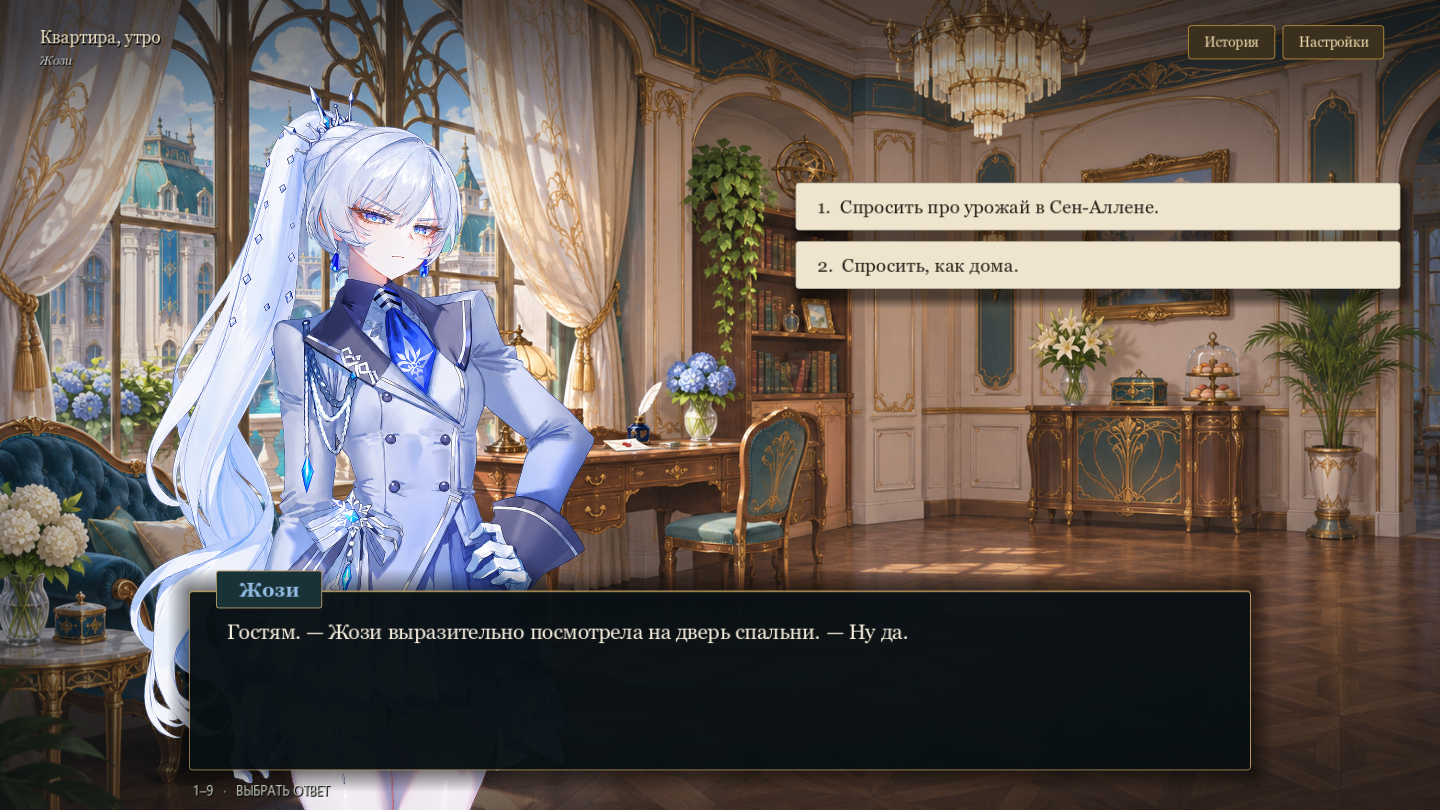 Квартира, утро
Жози
История
Настройки
1. Спросить про урожай в Сен-Аллене.
2. Спросить, как дома.
Жози
Гостям. — Жози выразительно посмотрела на дверь спальни. — Ну да.
1–9 · ВЫБРАТЬ ОТВЕТ